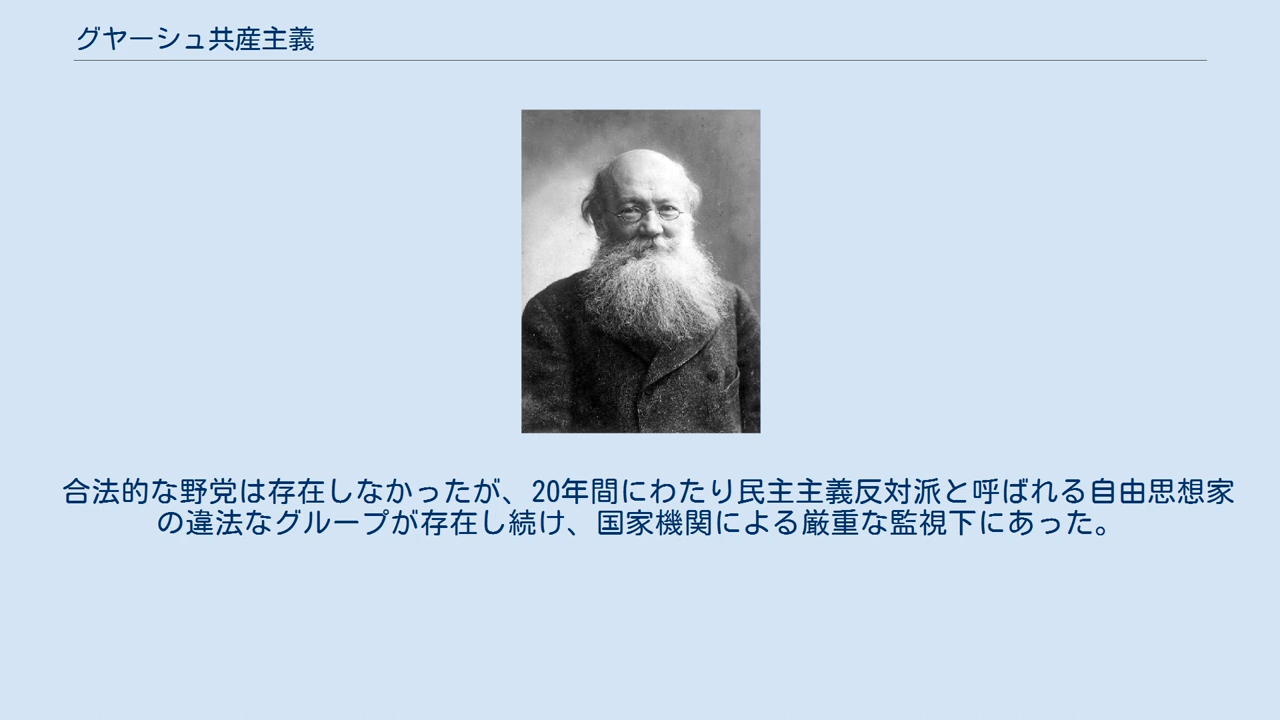 グヤーシュ共産主義
合法的な野党は存在しなかったが、20年間にわたり民主主義反対派と呼ばれる自由思想家
の違法なグループが存在し続け、国家機関による厳重な監視下にあった。